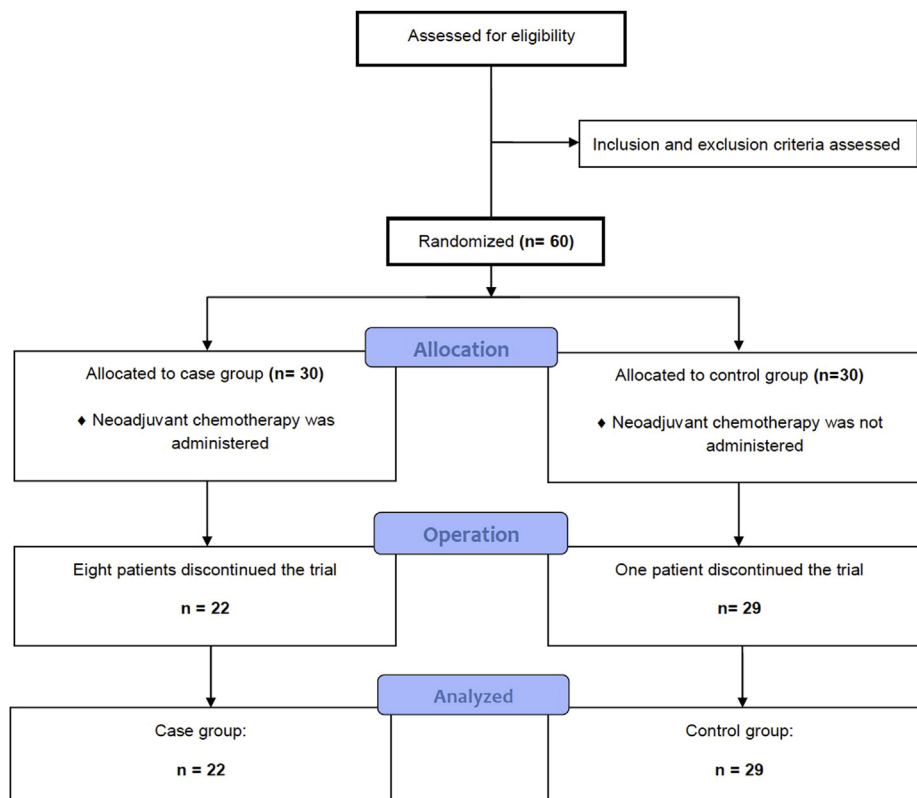 Assessed for eligibility
Inclusion and exclusion criteria assessed
Randomized (n= 60)
Allocation
Allocated to case group (n= 30)
♦ Neoadjuvant chemotherapy was
administered
Allocated to control group (n=30)
♦ Neoadjuvant chemotherapy was not
administered
Operation
Eight patients discontinued the trial
n = 22
One patient discontinued the trial
n= 29
Analyzed
Case group:
n = 22
Control group:
n = 29